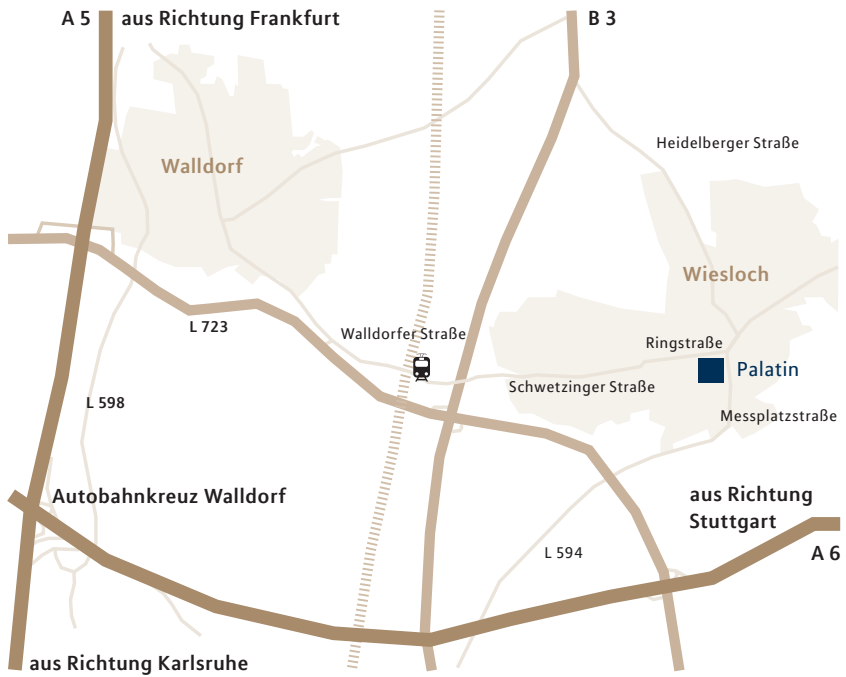 A 5
aus Richtung Frankfurt
B 3
Heidelberger Straße
Walldorf
Wiesloch
L 723
Walldorfer Straße
Ringstraße
Palatin
Schwetzinger Straße
L 598
Messplatzstraße
Autobahnkreuz Walldorf
aus Richtung
Stuttgart
L 594
A 6
aus Richtung Karlsruhe